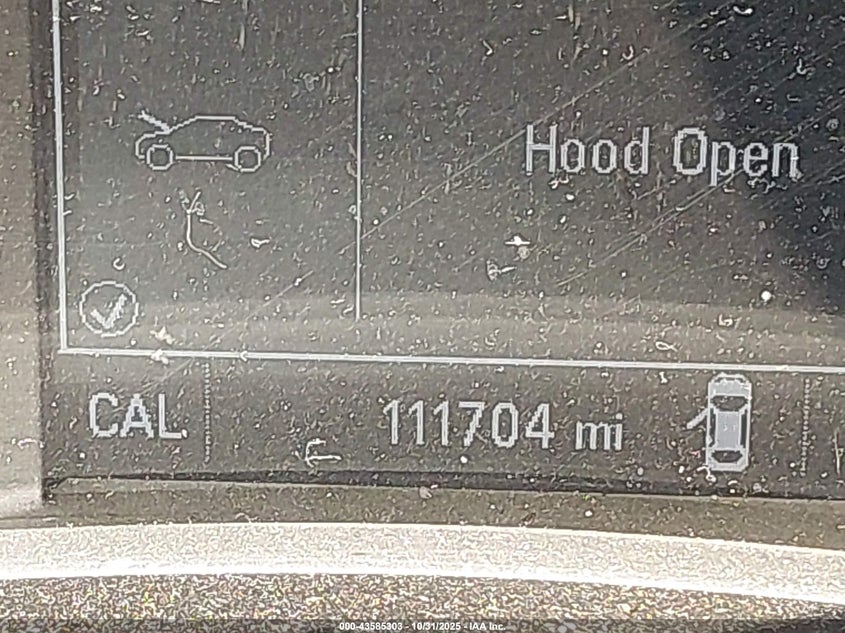 Hood Open
CAL 111704 mi
000-43585303 - 10/31/2025 - IAA Inc.